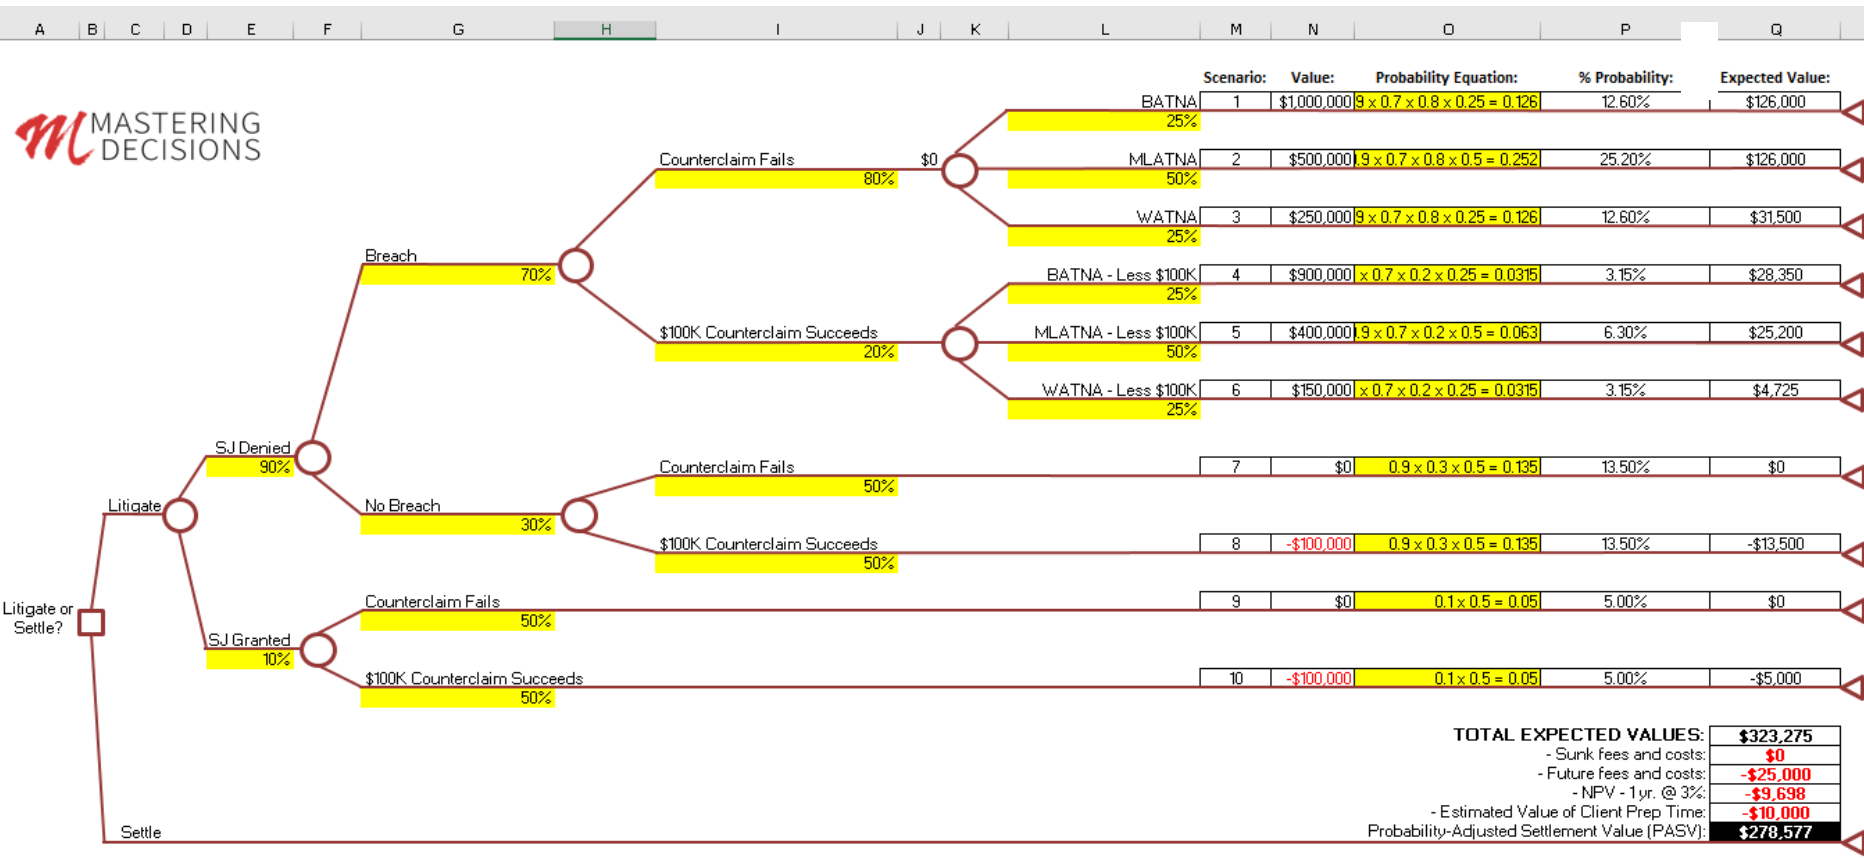 A B C D E F G H I J K L M N O P Q
Scenario: Value: Probability Equation: % Probability: Expected Value:
MASTERING
DECISIONS
BATNA 1 $1,000,000 9 x 0.7 x 0.8 x 0.25 = 0.126 12.60% $126,000
25%
Counterclaim Fails $0 MLATNA 2 $500,000 .9 x 0.7 x 0.8 x 0.5 = 0.252 25.20% $126,000
80% 50%
WATNA 3 $250,000 9 x 0.7 x 0.8 x 0.25 = 0.126 12.60% $31,500
25%
Breach
70%
BATNA - Less $100K 4 $900,000 x 0.7 x 0.2 x 0.25 = 0.0315 3.15% $28,350
25%
$100K Counterclaim Succeeds MLATNA - Less $100K 5 $400,000 .9 x 0.7 x 0.2 x 0.5 = 0.063 6.30% $25,200
20% 50%
WATNA - Less $100K 6 $150,000 x 0.7 x 0.2 x 0.25 = 0.0315 3.15% $4,725
25%
SJ Denied
90%
Counterclaim Fails 7 $0 0.9 x 0.3 x 0.5 = 0.135 13.50% $0
50%
Litigate No Breach
30%
$100K Counterclaim Succeeds 8 -$100,000 0.9 x 0.3 x 0.5 = 0.135 13.50% -$13,500
50%
Litigate or
Settle?
Counterclaim Fails 9 $0 0.1 x 0.5 = 0.05 5.00% $0
50%
SJ Granted
10%
$100K Counterclaim Succeeds 10 -$100,000 0.1 x 0.5 = 0.05 5.00% -$5,000
50%
TOTAL EXPECTED VALUES: $323,275
- Sunk fees and costs: $0
- Future fees and costs: -$25,000
- NPV - 1 yr. @ 3%: -$9,698
- Estimated Value of Client Prep Time: -$10,000
Settle Probability-Adjusted Settlement Value (PASV): $278,577